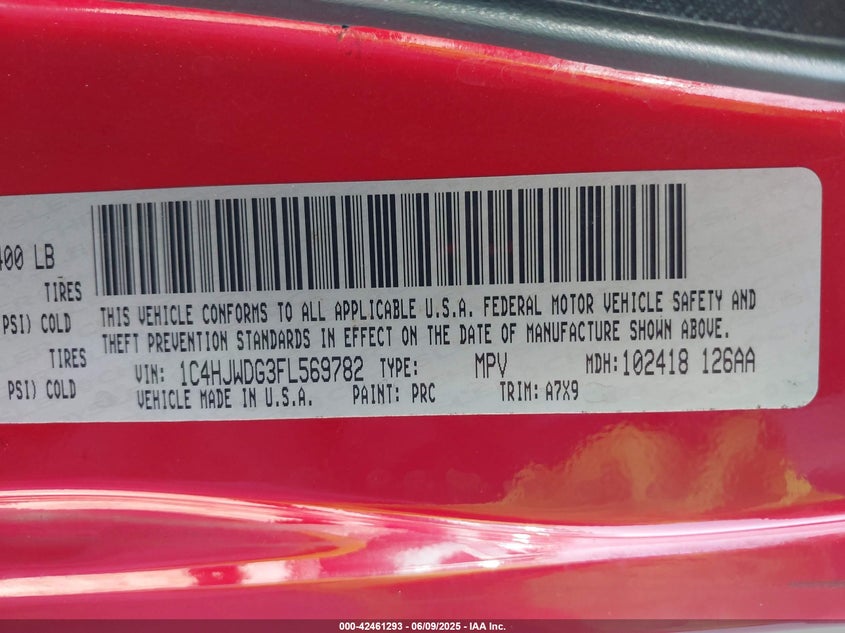 400 LB
TIRES
PSI) COLD
TIRES
PSI) COLD
THIS VEHICLE CONFORMS TO ALL APPLICABLE U.S.A. FEDERAL MOTOR VEHICLE SAFETY AND
THEFT PREVENTION STANDARDS IN EFFECT ON THE DATE OF MANUFACTURE SHOWN ABOVE.
VIN: 1C4HJWDG3FL569782 TYPE: MPV MDH: 102418 126AA
VEHICLE MADE IN U.S.A. PAINT: PRC TRIM: A7X9
000-42461293 - 06/09/2025 - IAA Inc.